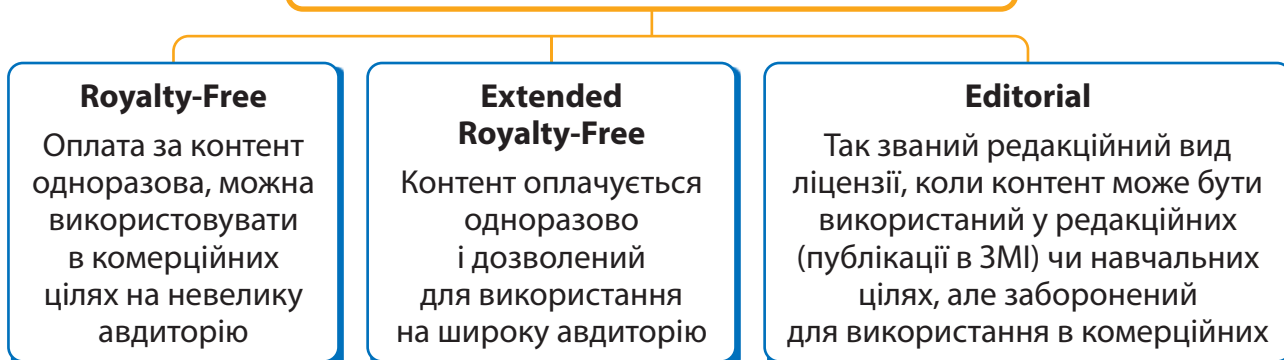 Royalty-Free
Оплата за контент
одноразова, можна
використовувати
в комерційних
цілях на невелику
авдиторію
Extended
Royalty-Free
Контент оплачується
одноразово
і дозволений
для використання
на широку авдиторію
Editorial
Так званий редакційний вид
ліцензії, коли контент може бути
використаний у редакційних
(публікації в ЗМІ) чи навчальних
цілях, але заборонений
для використання в комерційних